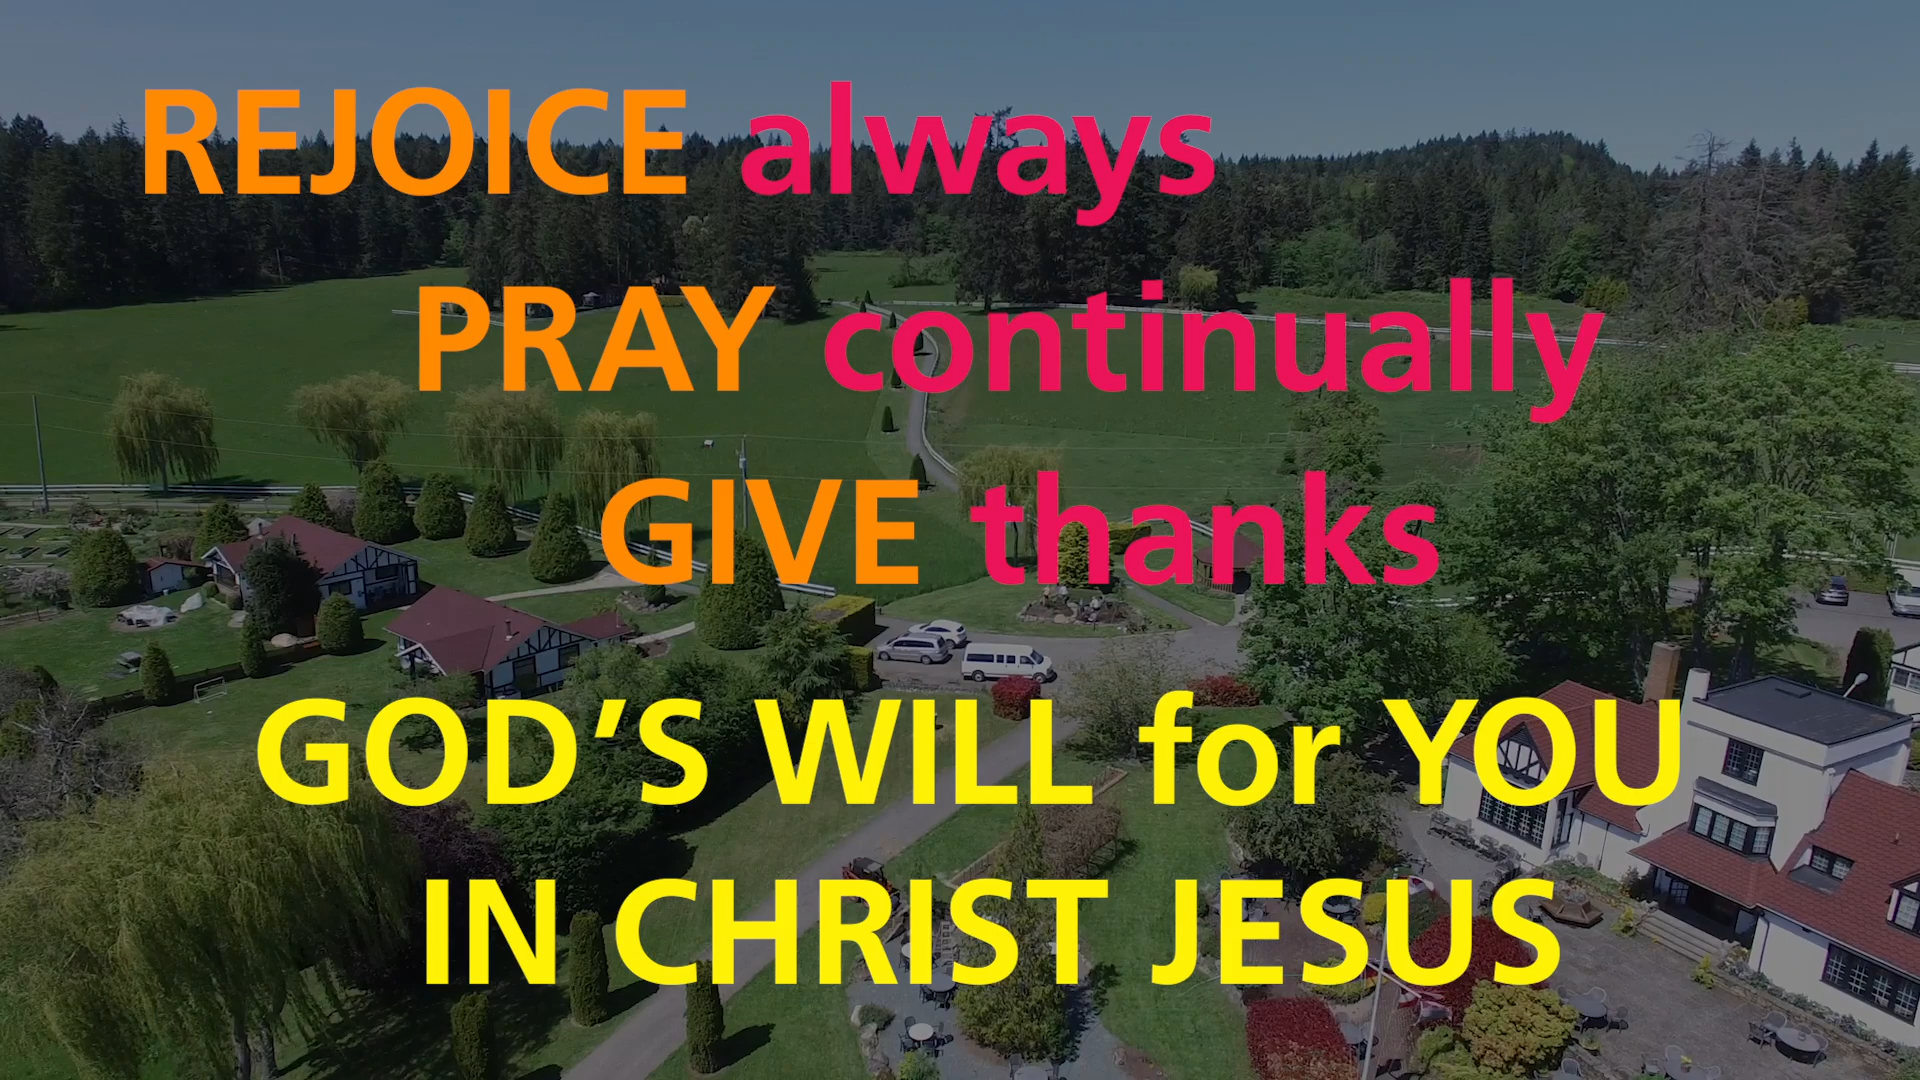 REJOICE always
PRAY continually
GIVE thanks
GOD’S WILL for YOU
IN CHRIST JESUS